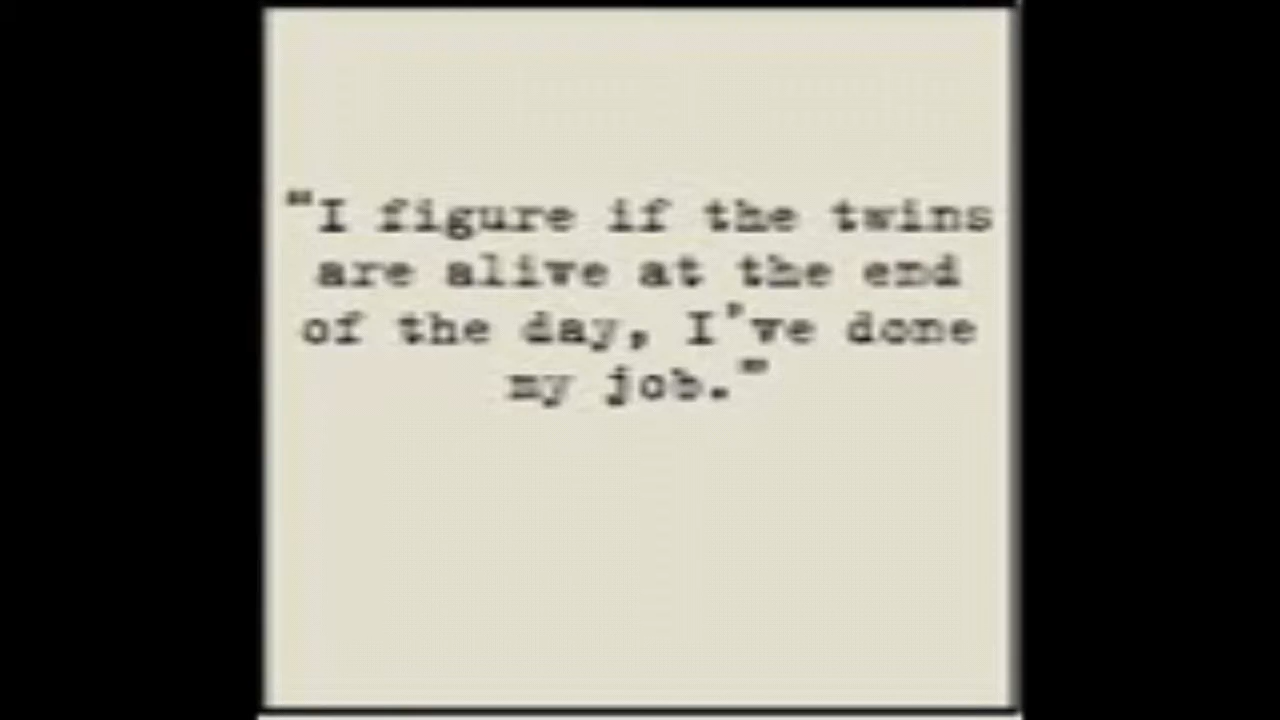 "I figure if the twins
are alive at the end
of the day, I've done
my job."